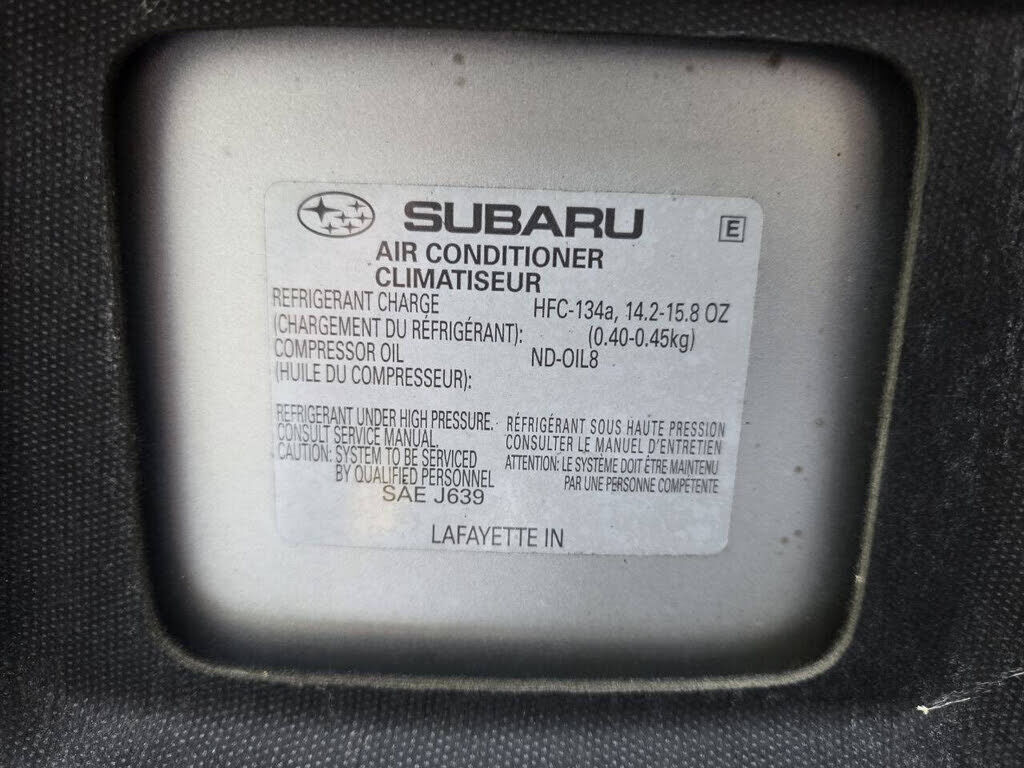 SUBARU
E
AIR CONDITIONER
CLIMATISEUR
REFRIGERANT CHARGE HFC-134a, 14.2-15.8 OZ
(CHARGEMENT DU RÉFRIGÉRANT): (0.40-0.45kg)
COMPRESSOR OIL ND-OIL8
(HUILE DU COMPRESSEUR):
REFRIGERANT UNDER HIGH PRESSURE.
CONSULT SERVICE MANUAL.
CAUTION: SYSTEM TO BE SERVICED
BY QUALIFIED PERSONNEL
RÉFRIGÉRANT SOUS HAUTE PRESSION
CONSULTER LE MANUEL D'ENTRETIEN
ATTENTION: LE SYSTÈME DOIT ÊTRE MAINTENU
PAR UNE PERSONNE COMPÉTENTE
SAE J639
LAFAYETTE IN